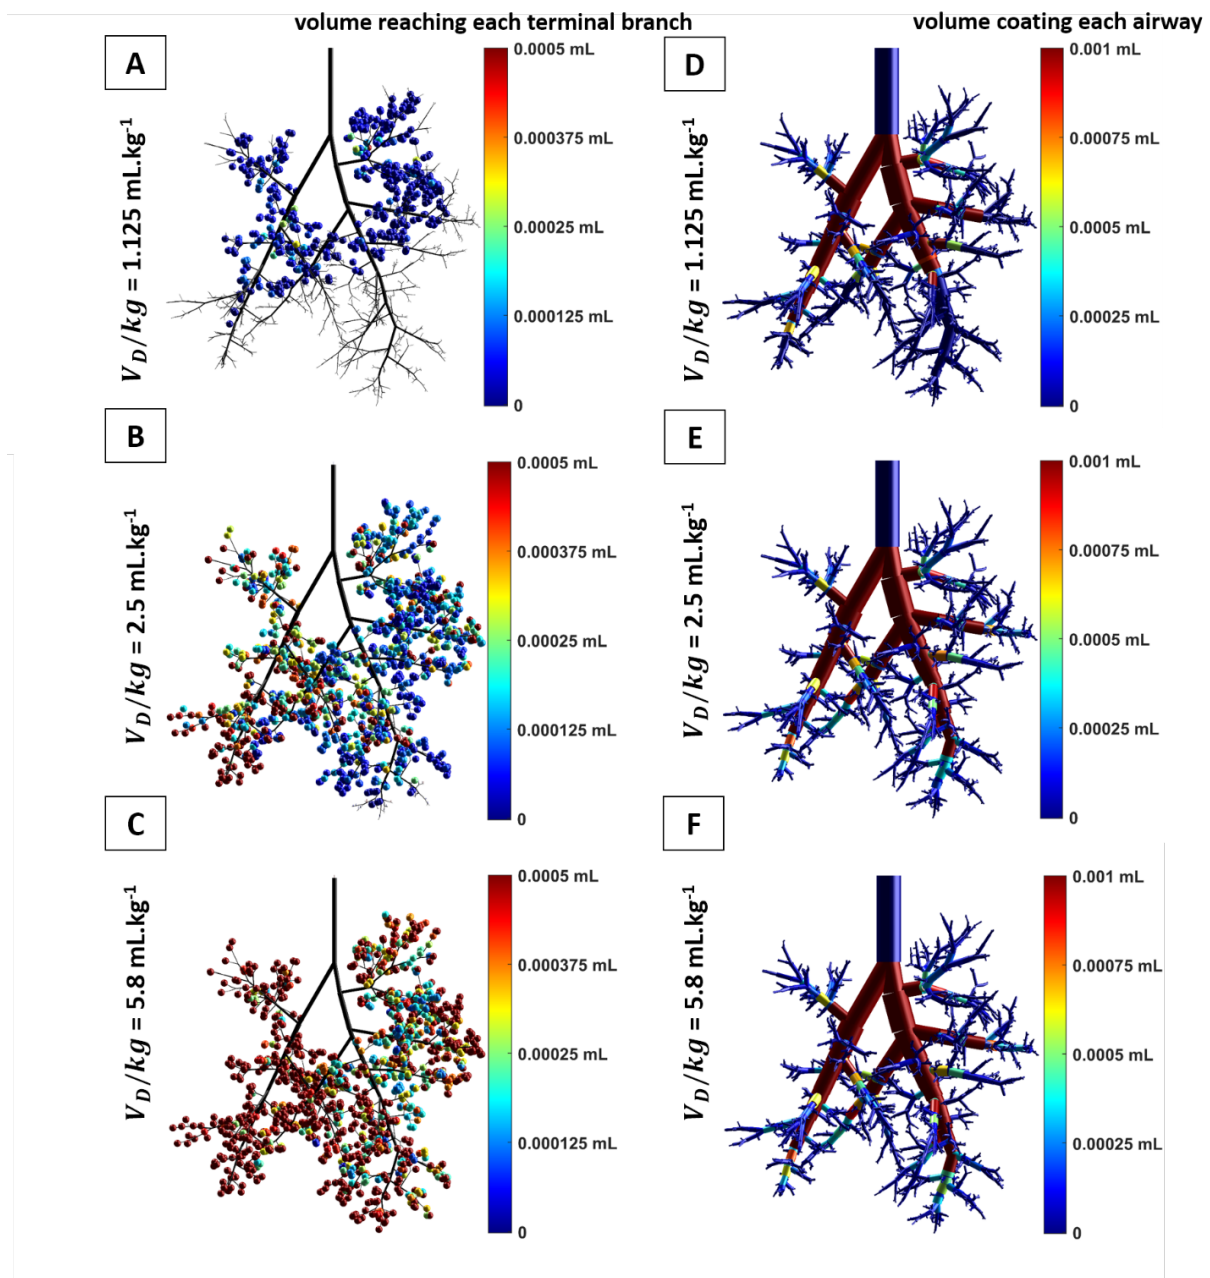 volume reaching each terminal branch
volume coating each airway
A
V_D/kg = 1.125 mL.kg⁻¹
0.0005 mL
0.000375 mL
0.00025 mL
0.000125 mL
0
D
V_D/kg = 1.125 mL.kg⁻¹
0.001 mL
0.00075 mL
0.0005 mL
0.00025 mL
0
B
V_D/kg = 2.5 mL.kg⁻¹
0.0005 mL
0.000375 mL
0.00025 mL
0.000125 mL
0
E
V_D/kg = 2.5 mL.kg⁻¹
0.001 mL
0.00075 mL
0.0005 mL
0.00025 mL
0
C
V_D/kg = 5.8 mL.kg⁻¹
0.0005 mL
0.000375 mL
0.00025 mL
0.000125 mL
0
F
V_D/kg = 5.8 mL.kg⁻¹
0.001 mL
0.00075 mL
0.0005 mL
0.00025 mL
0